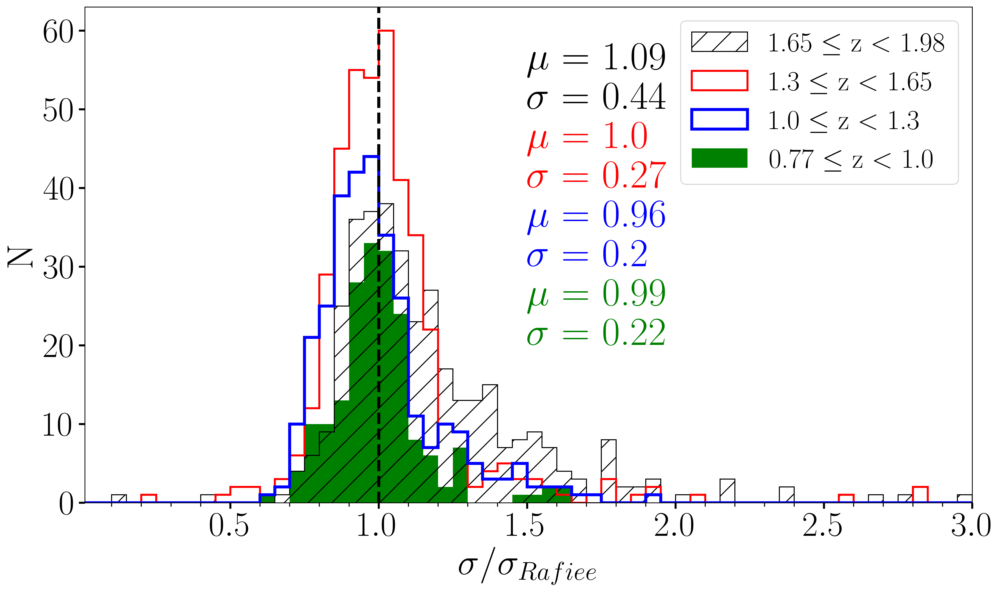 60
50
40
30
20
10
0
N
μ = 1.09
σ = 0.44
μ = 1.0
σ = 0.27
μ = 0.96
σ = 0.2
μ = 0.99
σ = 0.22
1.65 ≤ z < 1.98
1.3 ≤ z < 1.65
1.0 ≤ z < 1.3
0.77 ≤ z < 1.0
0.5 1.0 1.5 2.0 2.5 3.0
σ/σ_{Rafiee}